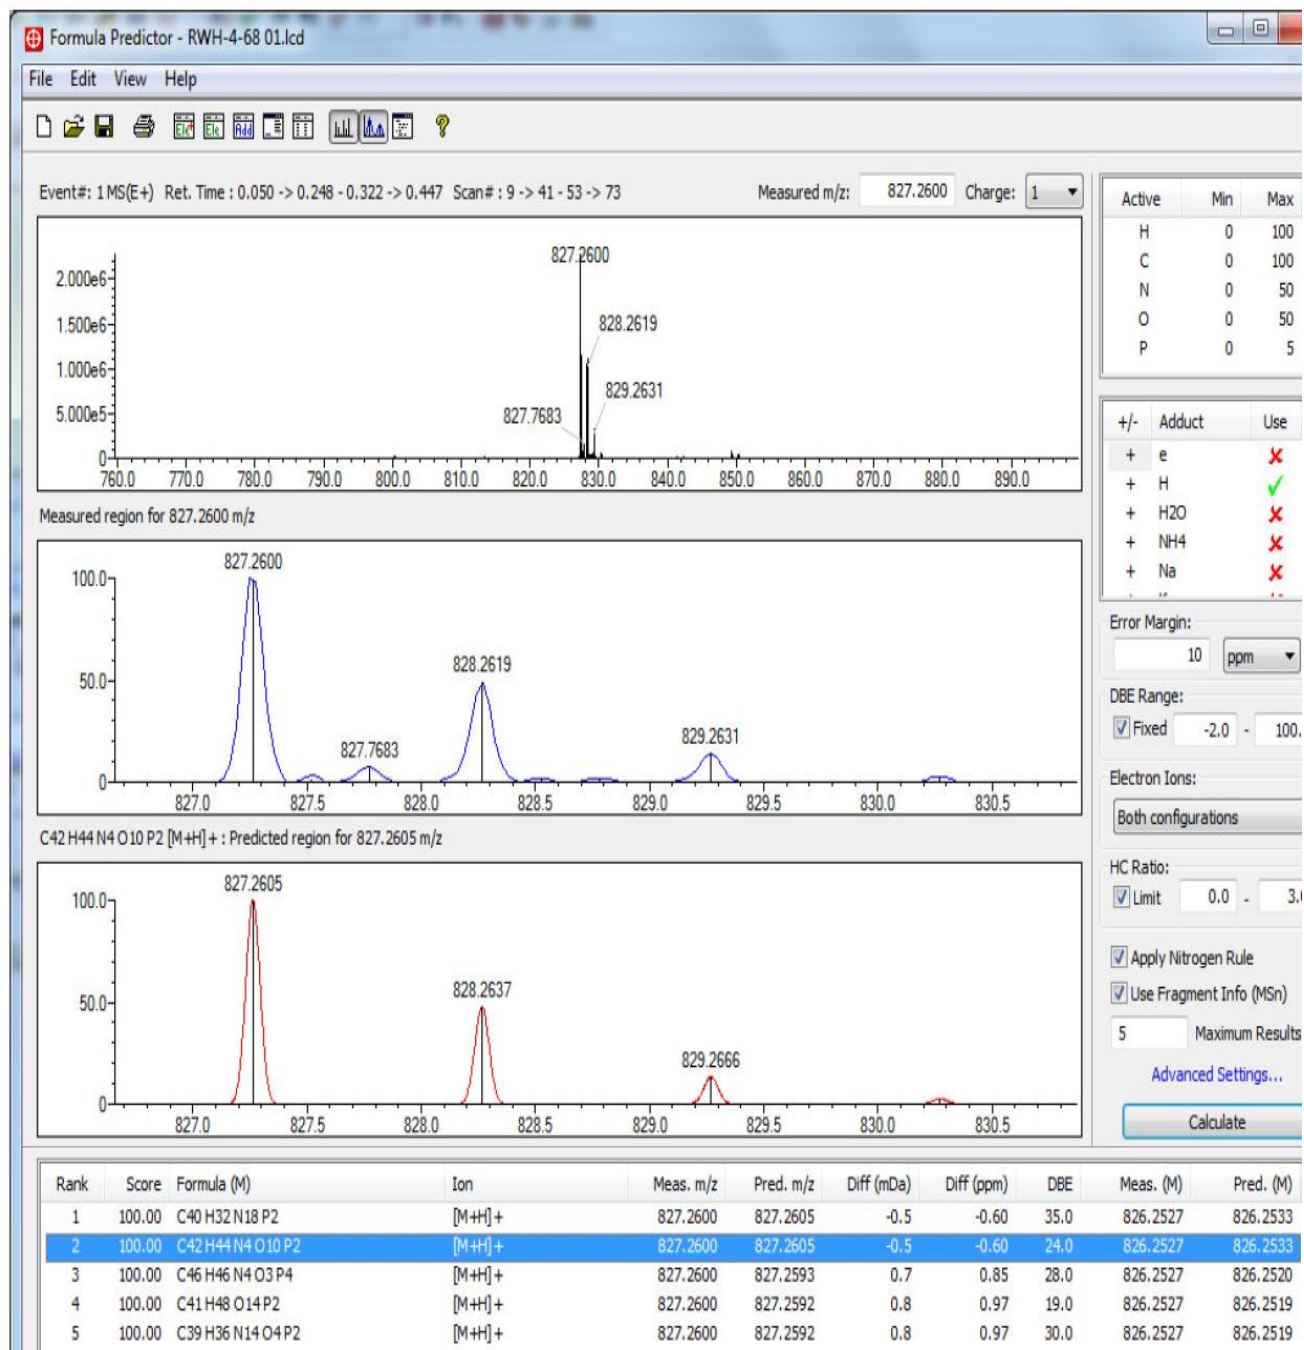 Formula Predictor - RWH-4-68 01.lcd
File Edit View Help
Event#: 1 MS(E+) Ret. Time : 0.050 -> 0.248 - 0.322 -> 0.447 Scan# : 9 -> 41 - 53 -> 73 Measured m/z: 827.2600 Charge: 1
827.2600
2.000e6
1.500e6
828.2619
1.000e6
829.2631
5.000e5
827.7683
0
760.0 770.0 780.0 790.0 800.0 810.0 820.0 830.0 840.0 850.0 860.0 870.0 880.0 890.0
Measured region for 827.2600 m/z
827.2600
100.0
828.2619
50.0
827.7683
829.2631
0
827.0 827.5 828.0 828.5 829.0 829.5 830.0 830.5
C42 H44 N4 O10 P2 [M+H]+ : Predicted region for 827.2605 m/z
827.2605
100.0
828.2637
50.0
829.2666
0
827.0 827.5 828.0 828.5 829.0 829.5 830.0 830.5
Active Min Max
H 0 100
C 0 100
N 0 50
O 0 50
P 0 5
+/- Adduct Use
+ e
+ H
+ H2O
+ NH4
+ Na
Error Margin:
10 ppm
DBE Range:
Fixed -2.0 - 100.
Electron Ions:
Both configurations
HC Ratio:
Limit 0.0 - 3.
Apply Nitrogen Rule
Use Fragment Info (MSn)
5 Maximum Results
Advanced Settings...
Calculate
Rank Score Formula (M) Ion Meas. m/z Pred. m/z Diff (mDa) Diff (ppm) DBE Meas. (M) Pred. (M)
1 100.00 C40 H32 N18 P2 [M+H]+ 827.2600 827.2605 -0.5 -0.60 35.0 826.2527 826.2533
2 100.00 C42 H44 N4 O10 P2 [M+H]+ 827.2600 827.2605 -0.5 -0.60 24.0 826.2527 826.2533
3 100.00 C46 H46 N4 O3 P4 [M+H]+ 827.2600 827.2593 0.7 0.85 28.0 826.2527 826.2520
4 100.00 C41 H48 O14 P2 [M+H]+ 827.2600 827.2592 0.8 0.97 19.0 826.2527 826.2519
5 100.00 C39 H36 N14 O4 P2 [M+H]+ 827.2600 827.2592 0.8 0.97 30.0 826.2527 826.2519